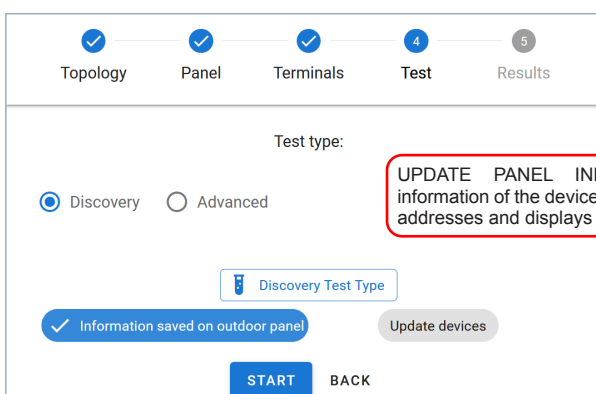 4 5
Topology Panel Terminals Test Results
Test type:
Discovery Advanced
UPDATE PANEL
information of the device
addresses and displays
Discovery Test Type
Information saved on outdoor panel Update devices
START BACK